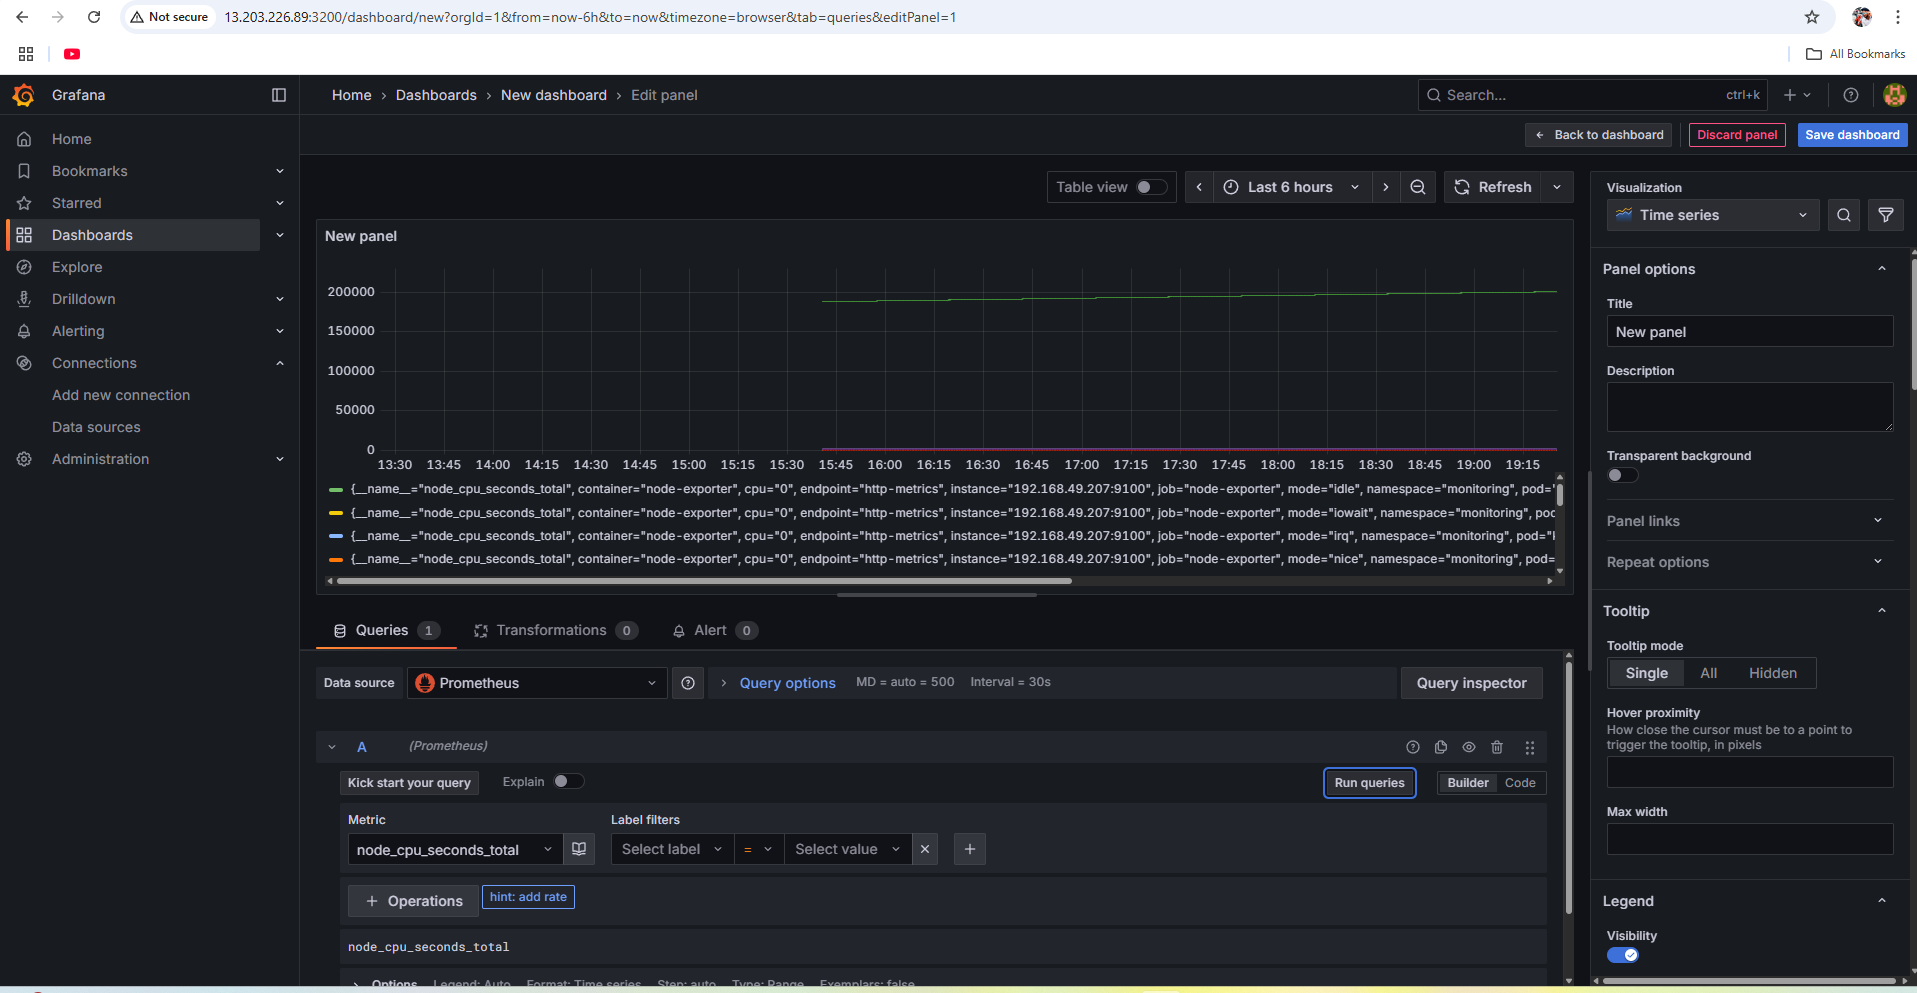 Not secure 13.203.226.89:3200/dashboard/new?orgId=1&from=now-6h&to=now&timezone=browser&tab=queries&editPanel=1
All Bookmarks
Grafana
Home › Dashboards › New dashboard › Edit panel
Search... ctrl+k
Back to dashboard Discard panel Save dashboard
Home
Bookmarks
Starred
Dashboards
Explore
Drilldown
Alerting
Connections
Add new connection
Data sources
Administration
Table view Last 6 hours Refresh
New panel
200000
150000
100000
50000
0
13:30 13:45 14:00 14:15 14:30 14:45 15:00 15:15 15:30 15:45 16:00 16:15 16:30 16:45 17:00 17:15 17:30 17:45 18:00 18:15 18:30 18:45 19:00 19:15
{__name__="node_cpu_seconds_total", container="node-exporter", cpu="0", endpoint="http-metrics", instance="192.168.49.207:9100", job="node-exporter", mode="idle", namespace="monitoring", pod="
{__name__="node_cpu_seconds_total", container="node-exporter", cpu="0", endpoint="http-metrics", instance="192.168.49.207:9100", job="node-exporter", mode="iowait", namespace="monitoring", pod
{__name__="node_cpu_seconds_total", container="node-exporter", cpu="0", endpoint="http-metrics", instance="192.168.49.207:9100", job="node-exporter", mode="irq", namespace="monitoring", pod="
{__name__="node_cpu_seconds_total", container="node-exporter", cpu="0", endpoint="http-metrics", instance="192.168.49.207:9100", job="node-exporter", mode="nice", namespace="monitoring", pod=
Queries 1 Transformations 0 Alert 0
Data source Prometheus Query options MD = auto = 500 Interval = 30s Query inspector
A (Prometheus)
Kick start your query Explain Run queries Builder Code
Metric Label filters
node_cpu_seconds_total Select label = Select value
+ Operations hint: add rate
node_cpu_seconds_total
Options Legend: Auto Format: Time series Step: auto Type: Range Exemplars: false
Visualization
Time series
Panel options
Title
New panel
Description
Transparent background
Panel links
Repeat options
Tooltip
Tooltip mode
Single All Hidden
Hover proximity
How close the cursor must be to a point to
trigger the tooltip, in pixels
Max width
Legend
Visibility